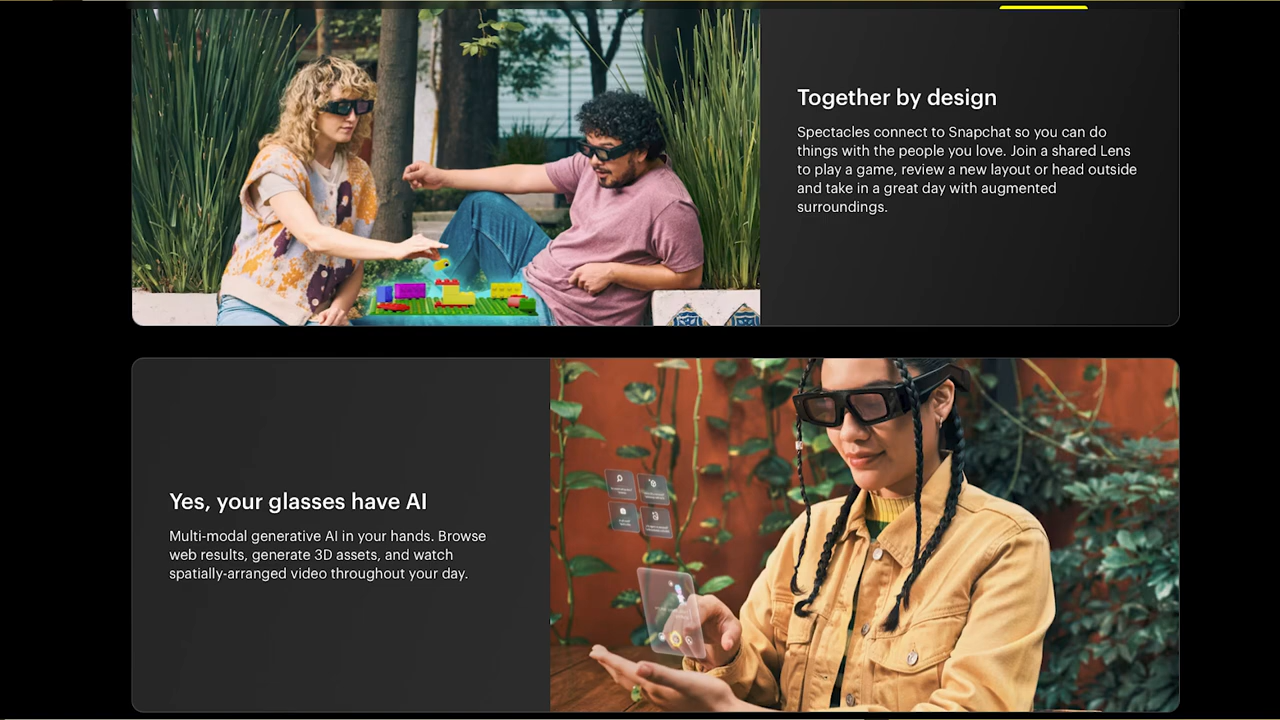 Together by design
Spectacles connect to Snapchat so you can do
things with the people you love. Join a shared Lens
to play a game, review a new layout or head outside
and take in a great day with augmented
surroundings.
Yes, your glasses have AI
Multi-modal generative AI in your hands. Browse
web results, generate 3D assets, and watch
spatially-arranged video throughout your day.